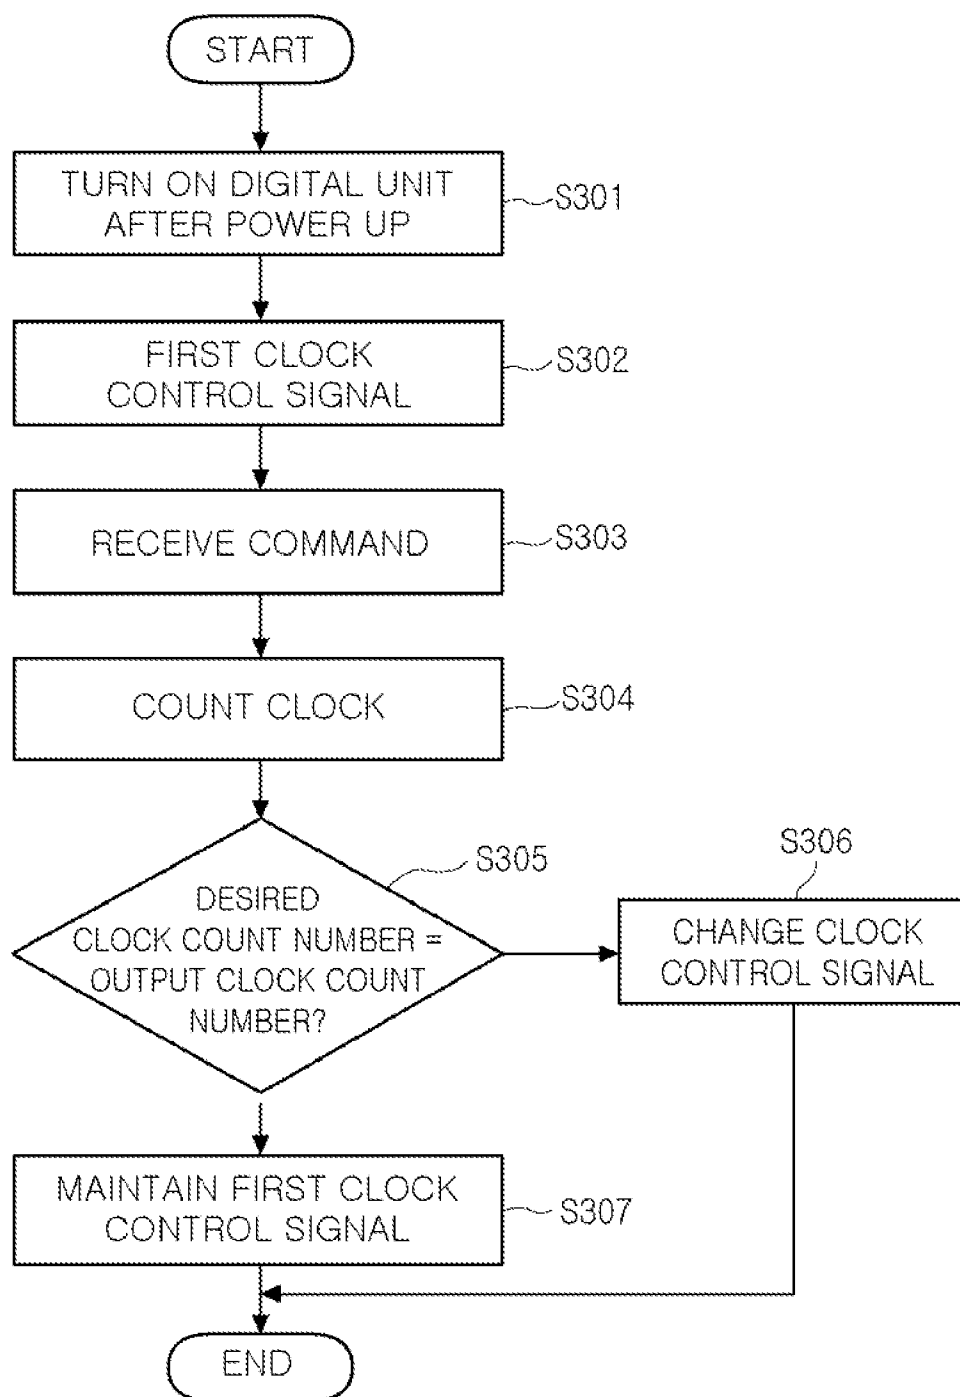 START
TURN ON DIGITAL UNIT
AFTER POWER UP
S301
FIRST CLOCK
CONTROL SIGNAL
S302
RECEIVE COMMAND
S303
COUNT CLOCK
S304
DESIRED
CLOCK COUNT NUMBER =
OUTPUT CLOCK COUNT
NUMBER?
S305
S306
CHANGE CLOCK
CONTROL SIGNAL
MAINTAIN FIRST CLOCK
CONTROL SIGNAL
S307
END